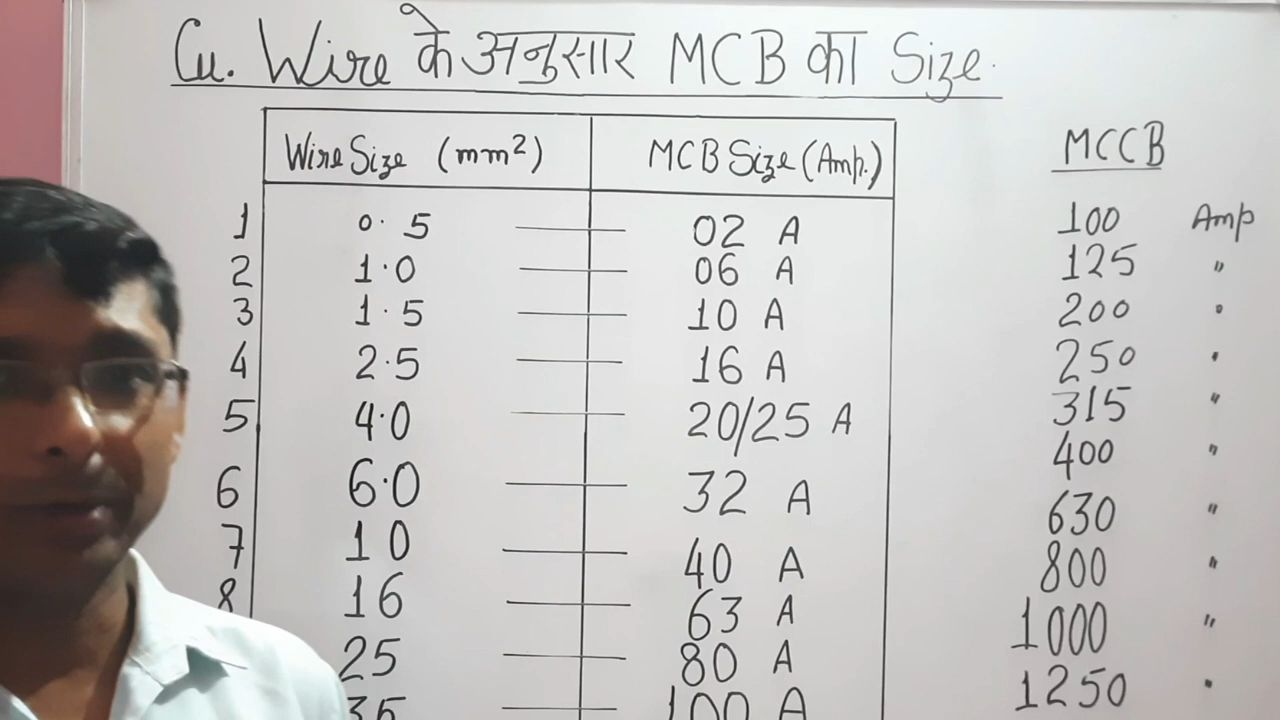 Cu. Wire के अनुसार MCB का Size.
Wire Size (mm²) MCB Size (Amp.)
1 0.5 — 02 A
2 1.0 — 06 A
3 1.5 — 10 A
4 2.5 — 16 A
5 4.0 — 20/25 A
6 6.0 — 32 A
7 10 — 40 A
8 16 — 63 A
25 — 80 A
35 100 A
MCCB
100 Amp
125 "
200 "
250 "
315 "
400 "
630 "
800 "
1000 "
1250 "